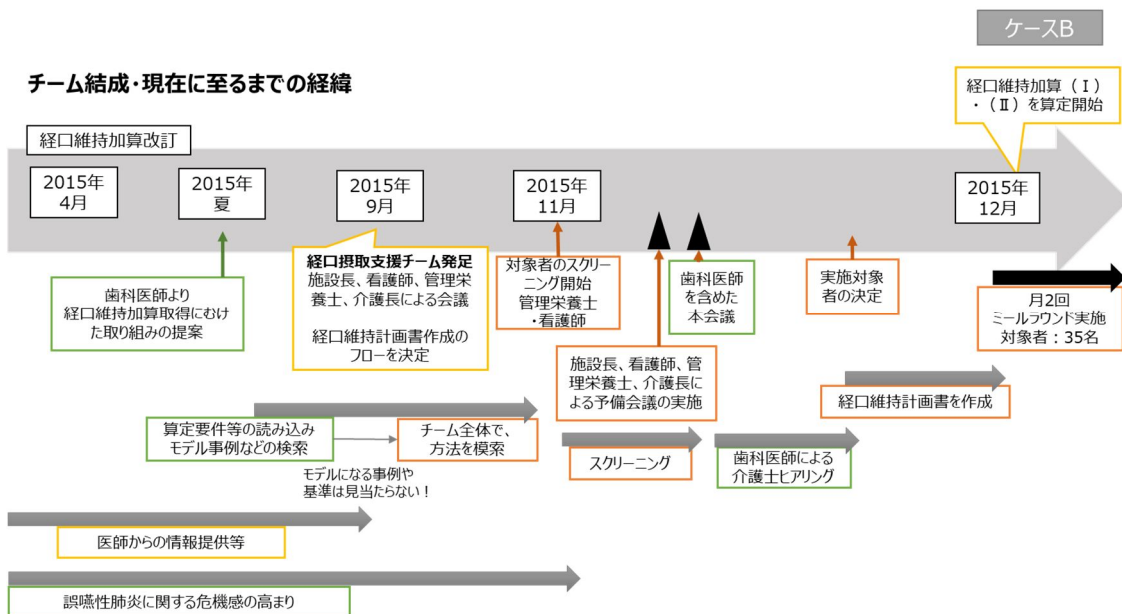 ケースB
チーム結成・現在に至るまでの経緯
経口維持加算（Ⅰ）
・（Ⅱ）を算定開始
経口維持加算改訂
2015年
4月
2015年
夏
2015年
9月
2015年
11月
2015年
12月
歯科医師より
経口維持加算取得にむけ
た取り組みの提案
経口摂取支援チーム発足
施設長、看護師、管理栄
養士、介護長による会議
経口維持計画書作成の
フローを決定
対象者のスクリー
ニング開始
管理栄養士
・看護師
歯科医師
を含めた
本会議
実施対象
者の決定
月2回
ミールラウンド実施
対象者：35名
施設長、看護師、管
理栄養士、介護長によ
る予備会議の実施
経口維持計画書を作成
算定要件等の読み込み
モデル事例などの検索
チーム全体で、
方法を模索
モデルになる事例や
基準は見当たらない！
スクリーニング
歯科医師による
介護士ヒアリング
医師からの情報提供等
誤嚥性肺炎に関する危機感の高まり